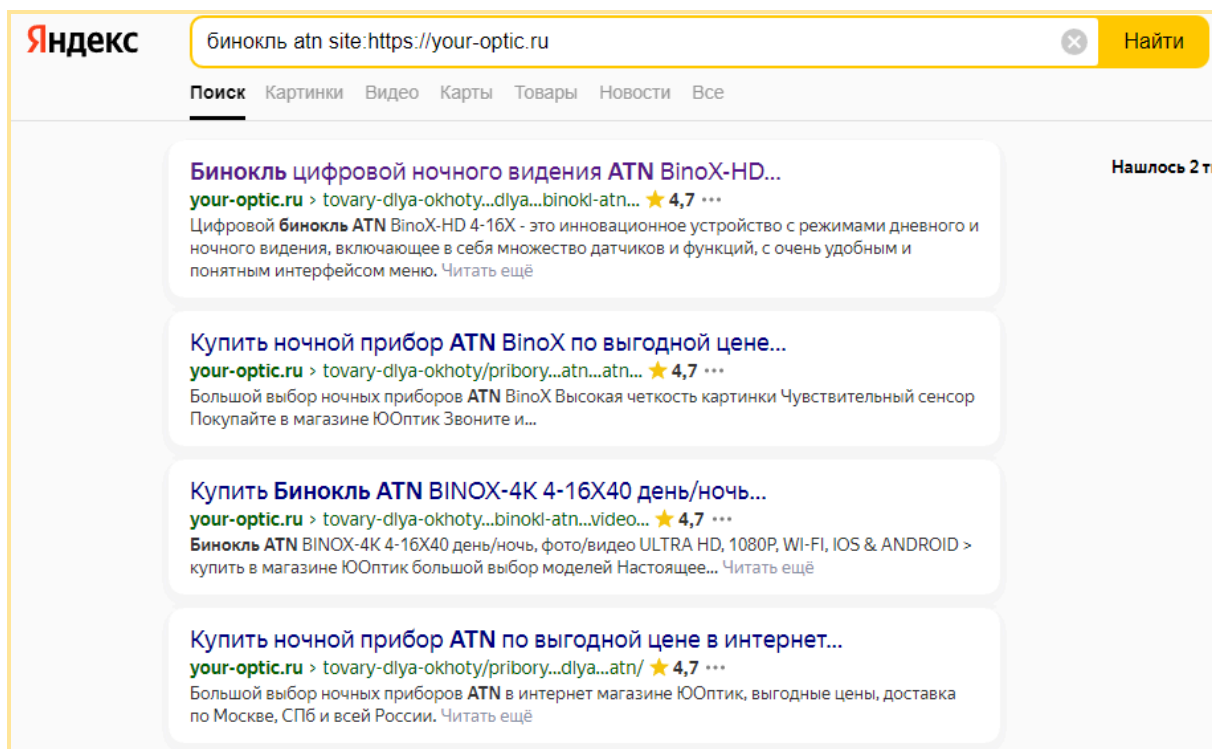 Яндекс
бинокль atn site:https://your-optic.ru
Найти
Поиск Картинки Видео Карты Товары Новости Все
Бинокль цифровой ночного видения ATN BinoX-HD...
Нашлось 2
your-optic.ru › tovary-dlya-okhoty...dlya...binokl-atn... 4,7 ···
Цифровой бинокль ATN BinoX-HD 4-16X - это инновационное устройство с режимами дневного и
ночного видения, включающее в себя множество датчиков и функций, с очень удобным и
понятным интерфейсом меню. Читать ещё
Купить ночной прибор ATN BinoX по выгодной цене...
your-optic.ru › tovary-dlya-okhoty/pribory...atn...atn... 4,7 ···
Большой выбор ночных приборов ATN BinoX Высокая четкость картинки Чувствительный сенсор
Покупайте в магазине ЮОптик Звоните и...
Купить Бинокль ATN BINOX-4K 4-16X40 день/ночь...
your-optic.ru › tovary-dlya-okhoty...binokl-atn...video... 4,7 ···
Бинокль ATN BINOX-4K 4-16X40 день/ночь, фото/видео ULTRA HD, 1080P, WI-FI, IOS & ANDROID >
купить в магазине ЮОптик большой выбор моделей Настоящее... Читать ещё
Купить ночной прибор ATN по выгодной цене в интернет...
your-optic.ru › tovary-dlya-okhoty/pribory...dlya...atn/ 4,7 ···
Большой выбор ночных приборов ATN в интернет магазине ЮОптик, выгодные цены, доставка
по Москве, СПб и всей России. Читать ещё